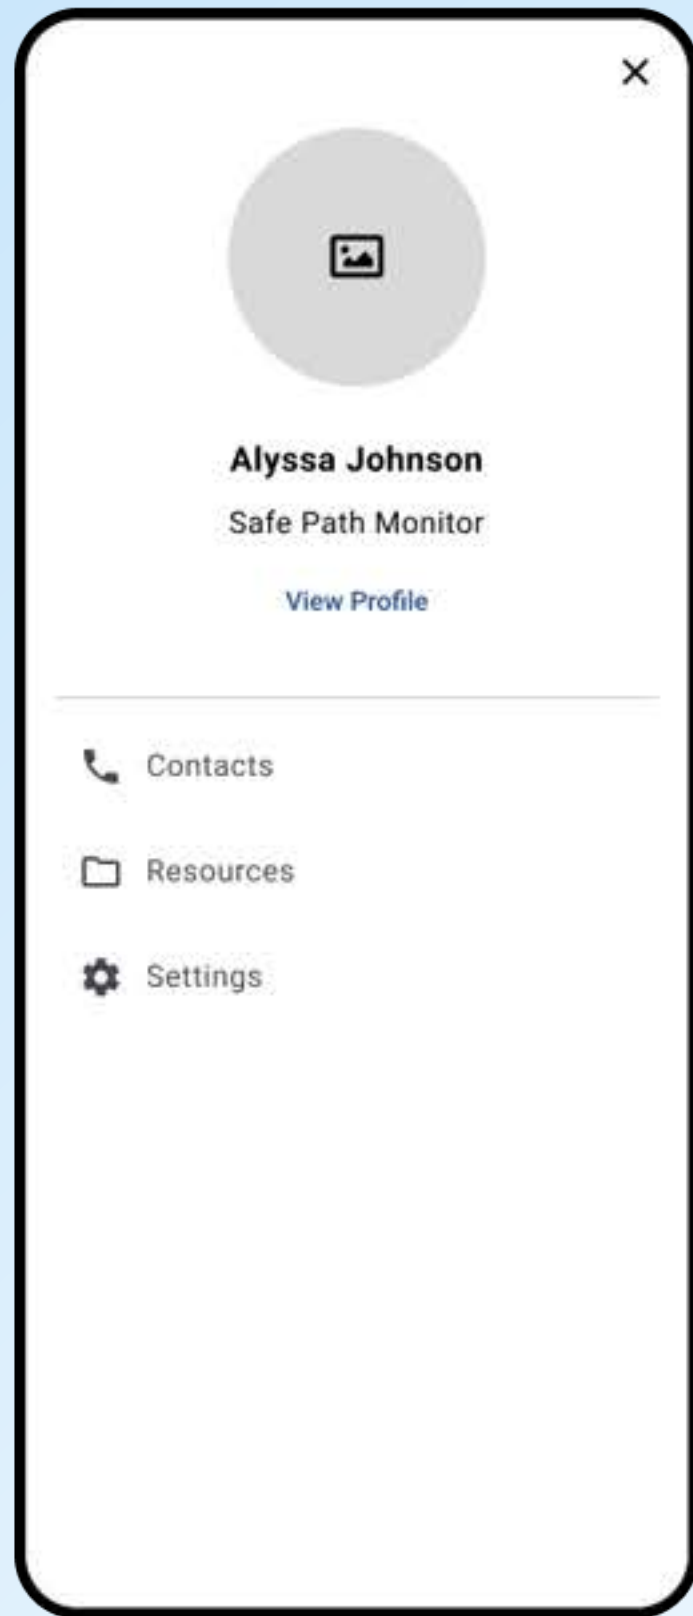 Alyssa Johnson
Safe Path Monitor
View Profile
Contacts
Resources
Settings